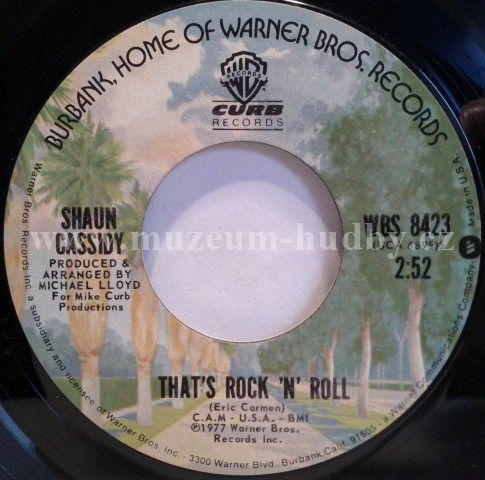 BURBANK, HOME OF WARNER BROS. RECORDS
WB
RECORDS
CURB
RECORDS
SHAUN
CASSIDY
PRODUCED &
ARRANGED BY
MICHAEL LLOYD
For Mike Curb
Productions
WBS 8423
2:52
www.muzeum-hudby.cz
THAT'S ROCK 'N' ROLL
(Eric Carmen)
C.A.M - U.S.A. - BMI
℗1977 Warner Bros.
Records Inc.
Made in U.S.A.
Warner Bros. Records Inc. a subsidiary and licensee of Warner Bros. Inc. - 3300 Warner Blvd., Burbank, Calif. 91505 - a Warner Communications Company